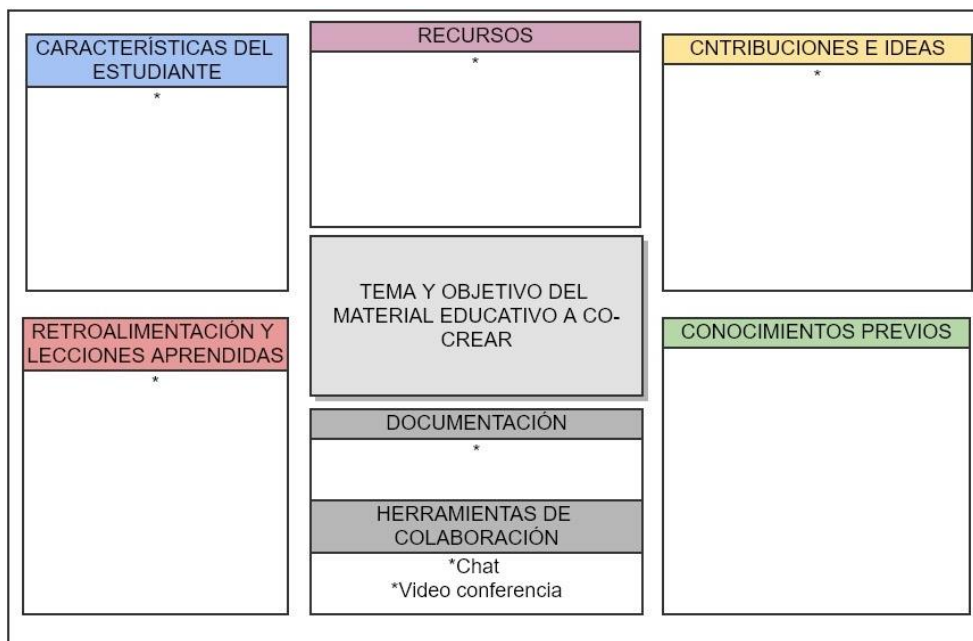 CARACTERÍSTICAS DEL
ESTUDIANTE
*
RECURSOS
*
CNTRIBUCIONES E IDEAS
*
TEMA Y OBJETIVO DEL
MATERIAL EDUCATIVO A CO-
CREAR
RETROALIMENTACIÓN Y
LECCIONES APRENDIDAS
*
DOCUMENTACIÓN
*
HERRAMIENTAS DE
COLABORACIÓN
*Chat
*Video conferencia
CONOCIMIENTOS PREVIOS